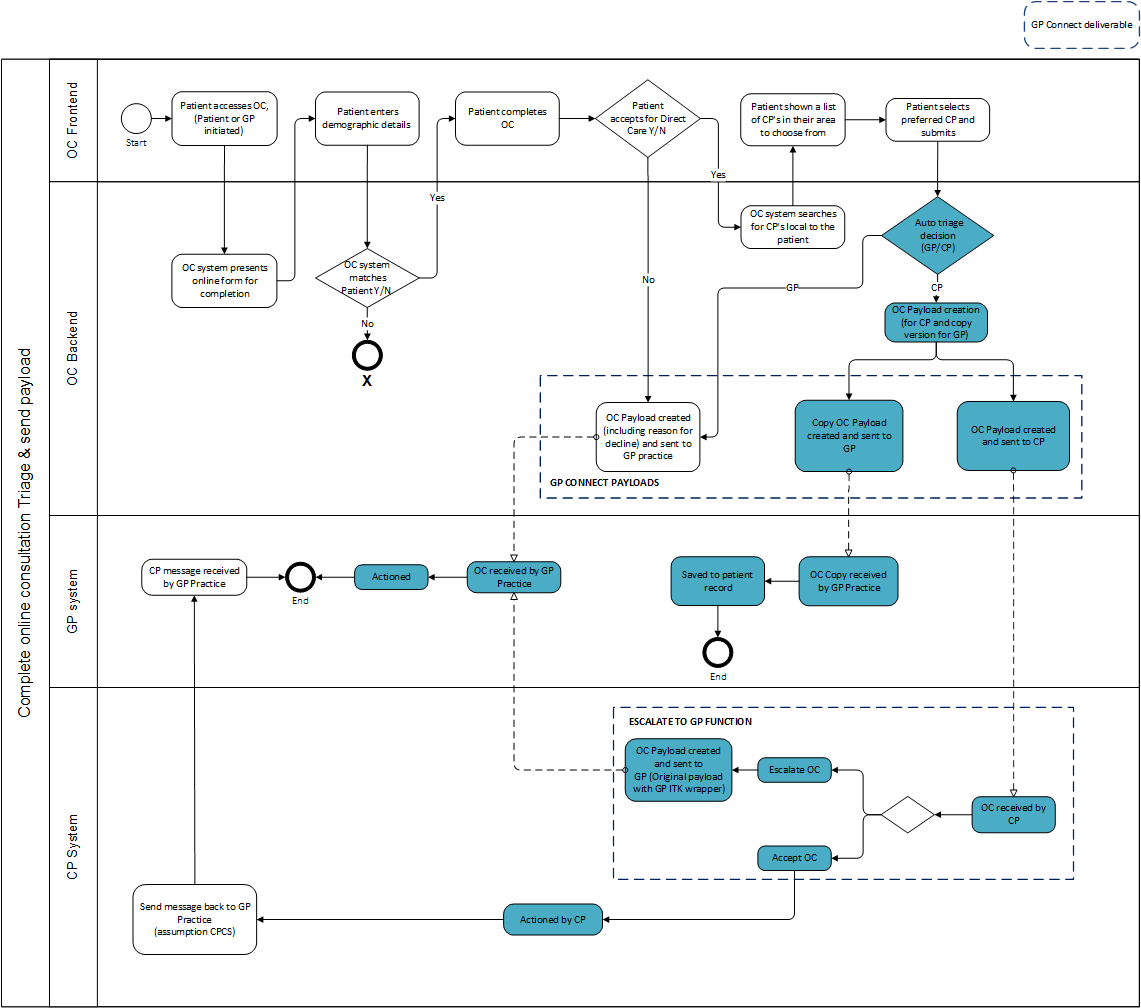 GP Connect deliverable
Complete online consultation Triage & send payload
OC Frontend
Start
Patient accesses OC,
(Patient or GP
initiated)
Patient enters
demographic details
Patient completes
OC
Patient
accepts for Direct
Care Y/N
Patient shown a list
of CP's in their area
to choose from
Patient selects
preferred CP and
submits
Yes
Yes
No
OC Backend
OC system presents
online form for
completion
OC system
matches
Patient Y/N
No
X
OC system searches
for CP's local to the
patient
Auto triage
decision
(GP/CP)
GP
CP
OC Payload creation
(for CP and copy
version for GP)
OC Payload created
(including reason for
decline) and sent to
GP practice
Copy OC Payload
created and sent to
GP
OC Payload created
and sent to CP
GP CONNECT PAYLOADS
GP system
CP message received
by GP Practice
End
Actioned
OC received by GP
Practice
Saved to patient
record
OC Copy received
by GP Practice
End
CP System
ESCALATE TO GP FUNCTION
OC Payload created
and sent to
GP (Original payload
with GP ITK wrapper)
Escalate OC
OC received by
CP
Accept OC
Send message back to GP
Practice
(assumption CPCS)
Actioned by CP